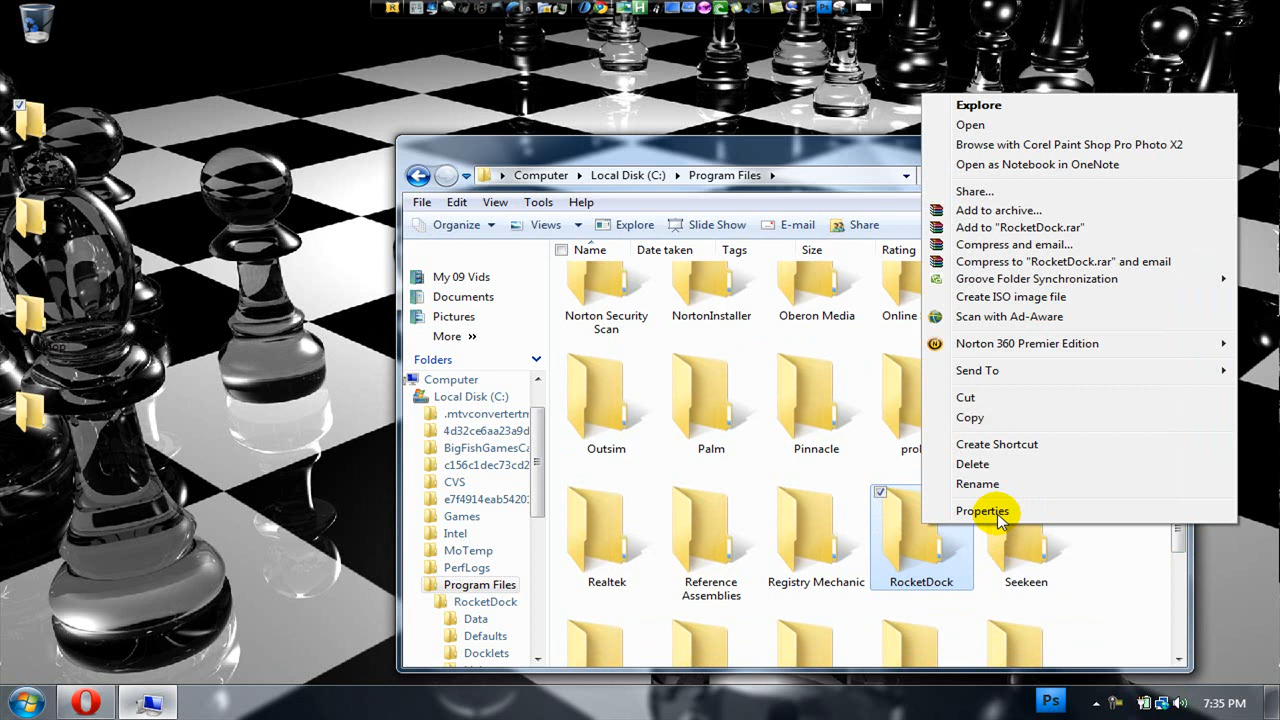 Computer
Local Disk (C:)
Program Files
File
Edit
View
Tools
Help
Organize
Views
Explore
Slide Show
E-mail
Share
Name
Date taken
Tags
Size
Rating
My 09 Vids
Documents
Pictures
More »
Folders
Computer
Local Disk (C:)
.mtvconvertertm
4d32ce6aa23a9d
BigFishGamesCa
c156c1dec73cd2
CVS
e7f4914eab54202
Games
Intel
MoTemp
PerfLogs
Program Files
RocketDock
Data
Defaults
Docklets
Norton Security
Scan
NortonInstaller
Oberon Media
Online
Outsim
Palm
Pinnacle
Realtek
Reference
Assemblies
Registry Mechanic
RocketDock
Seekeen
Explore
Open
Browse with Corel Paint Shop Pro Photo X2
Open as Notebook in OneNote
Share...
Add to archive...
Add to "RocketDock.rar"
Compress and email...
Compress to "RocketDock.rar" and email
Groove Folder Synchronization
Create ISO image file
Scan with Ad-Aware
Norton 360 Premier Edition
Send To
Cut
Copy
Create Shortcut
Delete
Rename
Properties
Ps
7:35 PM